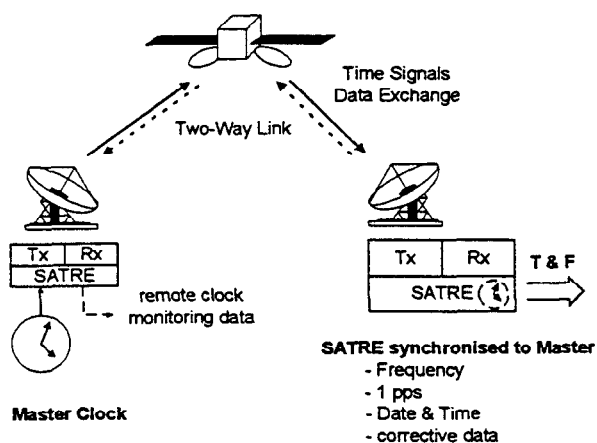 Time Signals
Data Exchange
Two-Way Link
Tx Rx
SATRE
remote clock
monitoring data
Master Clock
Tx Rx
SATRE
T & F
SATRE synchronised to Master
- Frequency
- 1 pps
- Date & Time
- corrective data